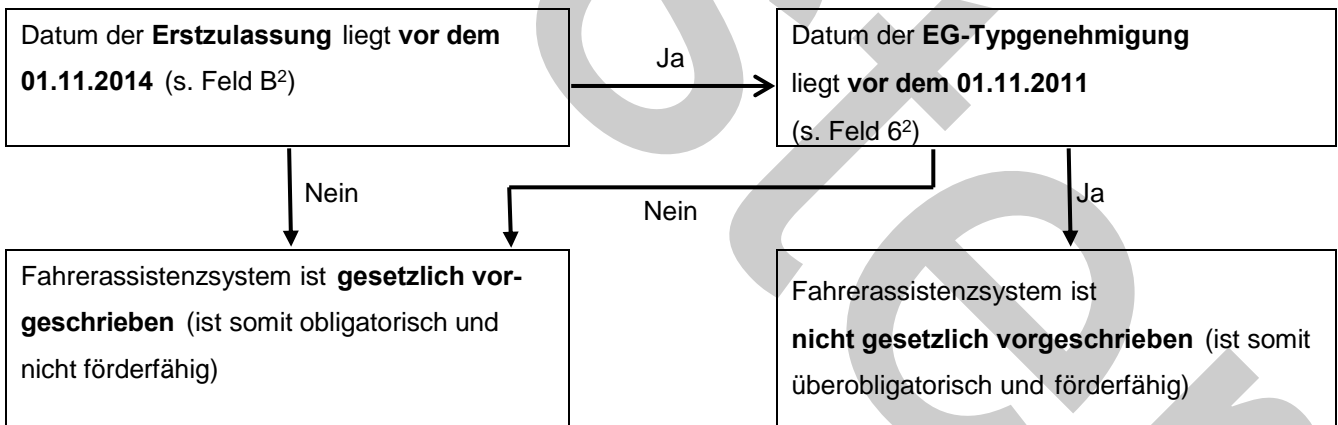 Datum der Erstzulassung liegt vor dem
01.11.2014 (s. Feld B²)
Ja
Datum der EG-Typgenehmigung
liegt vor dem 01.11.2011
(s. Feld 6²)
Nein
Nein
Ja
Fahrerassistenzsystem ist gesetzlich vor-
geschrieben (ist somit obligatorisch und
nicht förderfähig)
Fahrerassistenzsystem ist
nicht gesetzlich vorgeschrieben (ist somit
überobligatorisch und förderfähig)